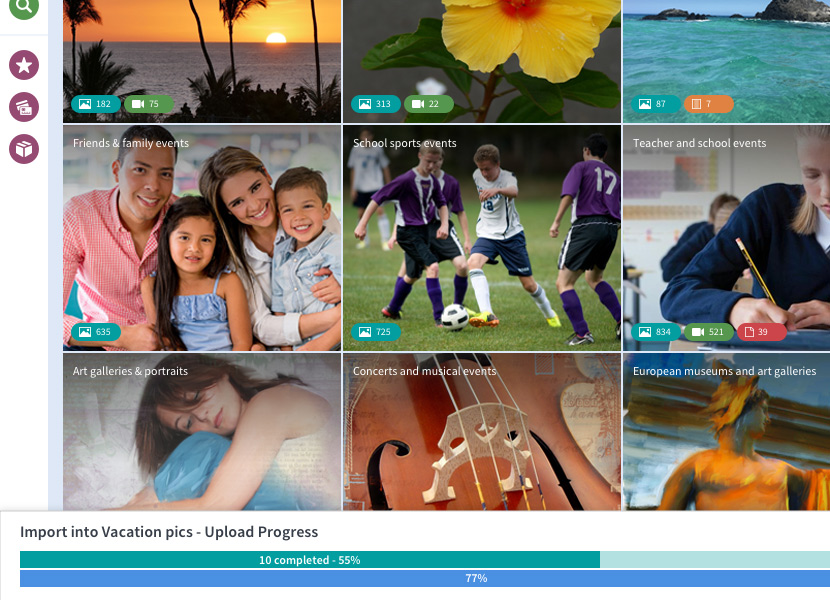 182 75
313 22
87 7
Friends & family events
School sports events
Teacher and school events
17
635
725
834 521 39
Art galleries & portraits
Concerts and musical events
European museums and art galleries
Import into Vacation pics - Upload Progress
10 completed - 55%
77%